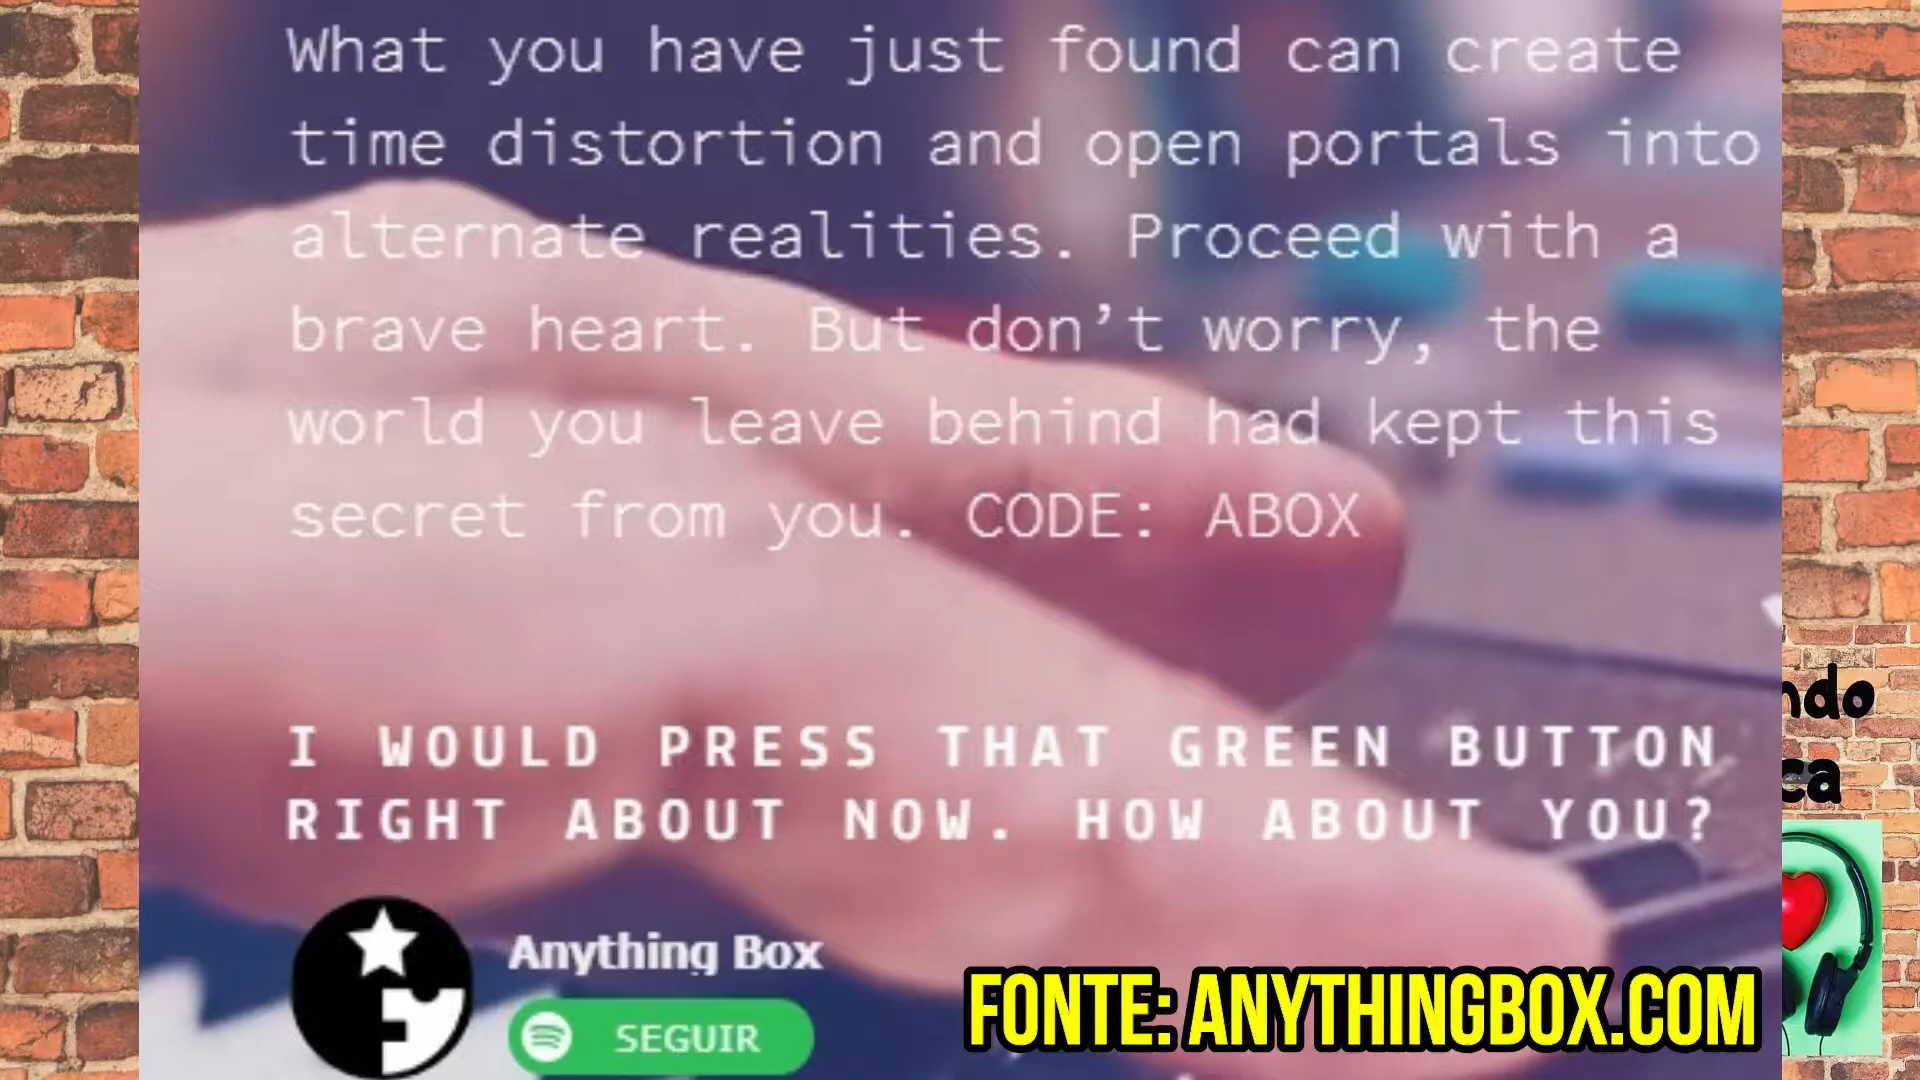 What you have just found can create
time distortion and open portals into
alternate realities. Proceed with a
brave heart. But don’t worry, the
world you leave behind had kept this
secret from you. CODE: ABOX
I WOULD PRESS THAT GREEN BUTTON
RIGHT ABOUT NOW. HOW ABOUT YOU?
Anything Box
SEGUIR
FONTE: ANYTHINGBOX.COM